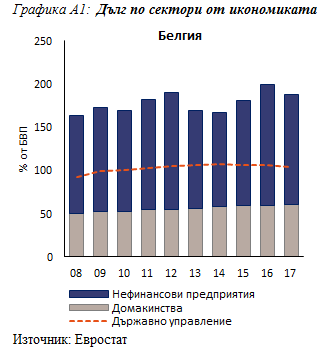 Графика А1: Дълг по сектори от икономиката
Белгия
250
200
150
100
50
0
% от БВП
08 09 10 11 12 13 14 15 16 17
Нефинансови предприятия
Домакинства
Държавно управление
Източник: Евростат